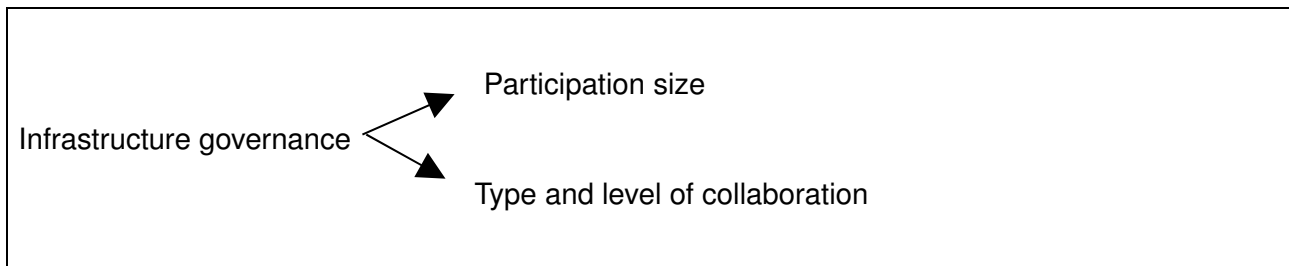 Participation size
Infrastructure governance
Type and level of collaboration